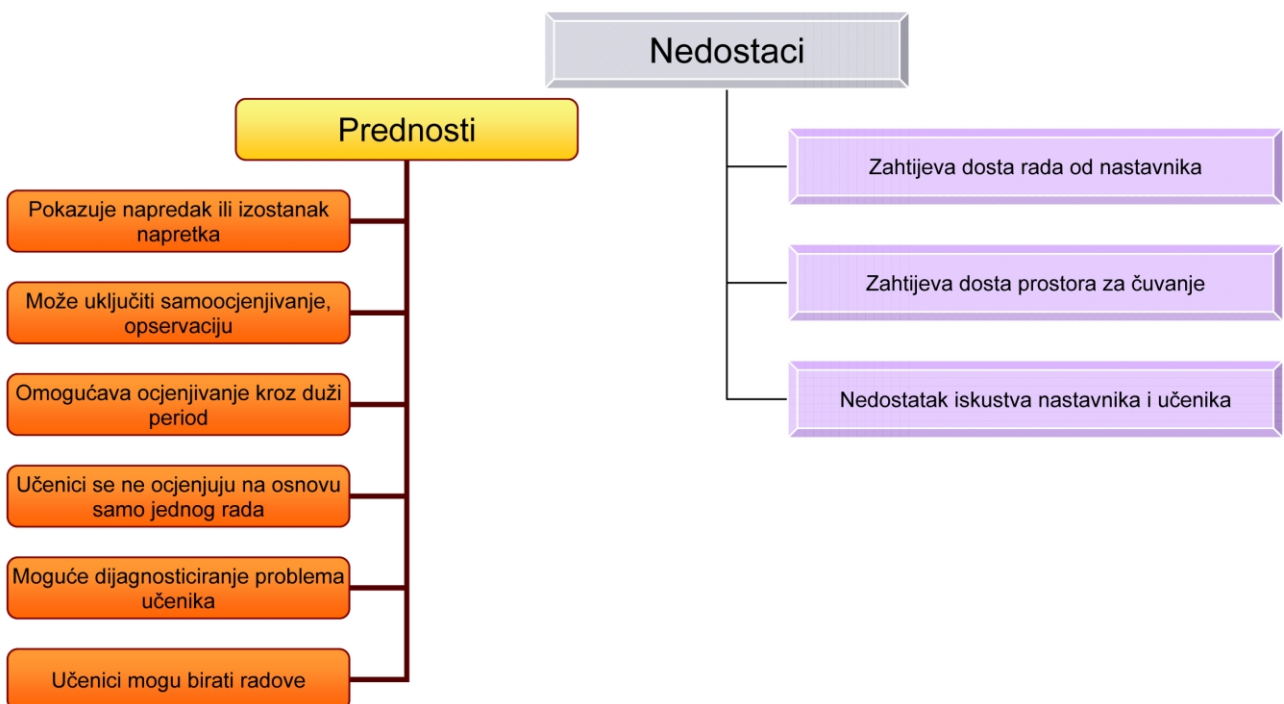 Nedostaci
Prednosti
Pokazuje napredak ili izostanak
napretka
Može uključiti samoocjenjivanje,
opservaciju
Omogućava ocjenjivanje kroz duži
period
Učenici se ne ocjenjuju na osnovu
samo jednog rada
Moguće dijagnosticiranje problema
učenika
Učenici mogu birati radove
Zahtijeva dosta rada od nastavnika
Zahtijeva dosta prostora za čuvanje
Nedostatak iskustva nastavnika i učenika